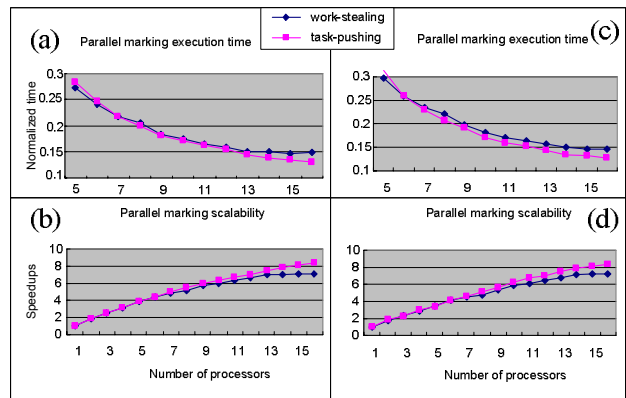 work-stealing
task-pushing
(a)
Parallel marking execution time
Normalized time
0.3
0.25
0.2
0.15
0.1
5 7 9 11 13 15
Parallel marking execution time
(c)
0.3
0.25
0.2
0.15
0.1
5 7 9 11 13 15
(b)
Parallel marking scalability
Speedups
10
8
6
4
2
0
1 3 5 7 9 11 13 15
Number of processors
Parallel marking scalability
(d)
10
8
6
4
2
0
1 3 5 7 9 11 13 15
Number of processors